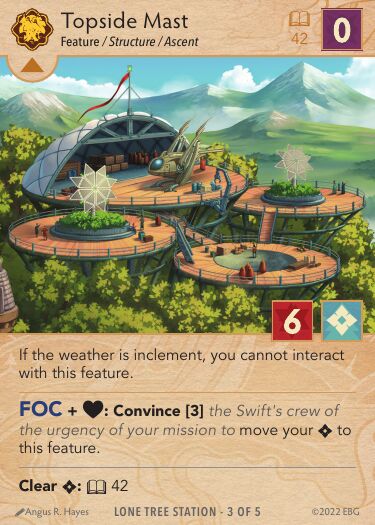 Topside Mast
Feature / Structure / Ascent
42
0
6
If the weather is inclement, you cannot interact
with this feature.
FOC + ♥: Convince [3] the Swift's crew of
the urgency of your mission to move your ❖ to
this feature.
Clear ❖: 42
Angus R. Hayes
LONE TREE STATION - 3 OF 5
©2022 EBG